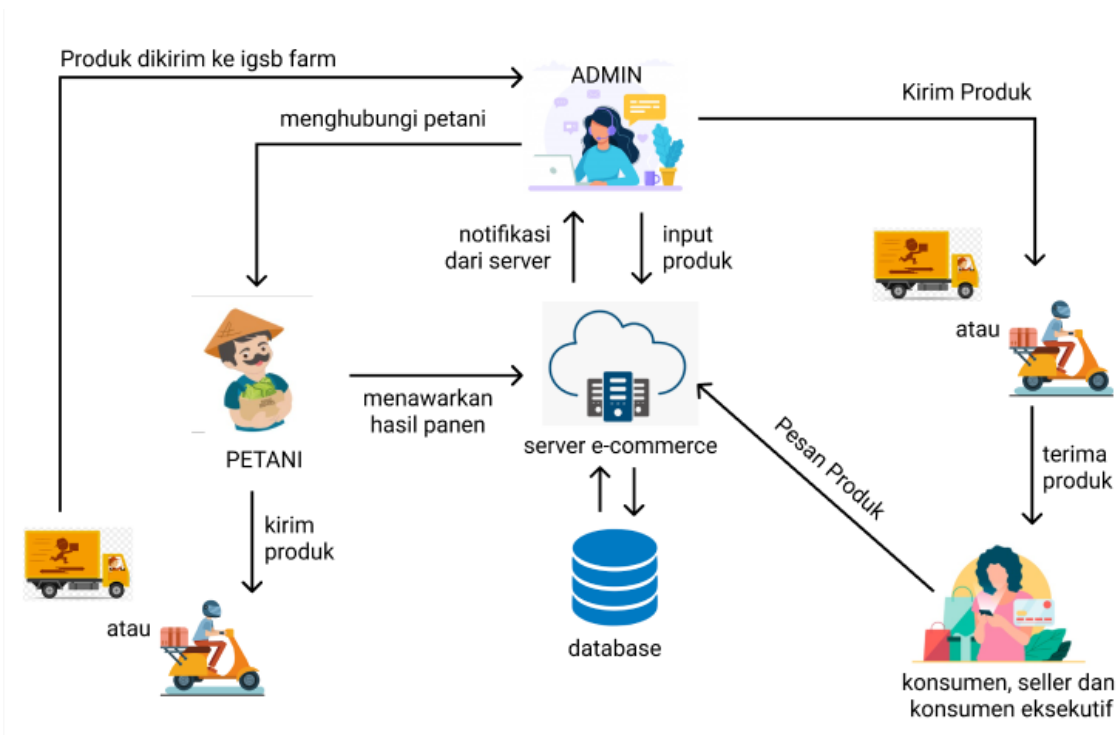 Produk dikirim ke igsb farm
ADMIN
Kirim Produk
menghubungi petani
notifikasi
dari server
input
produk
atau
menawarkan
hasil panen
server e-commerce
Pesan Produk
terima
produk
PETANI
kirim
produk
atau
database
konsumen, seller dan
konsumen eksekutif